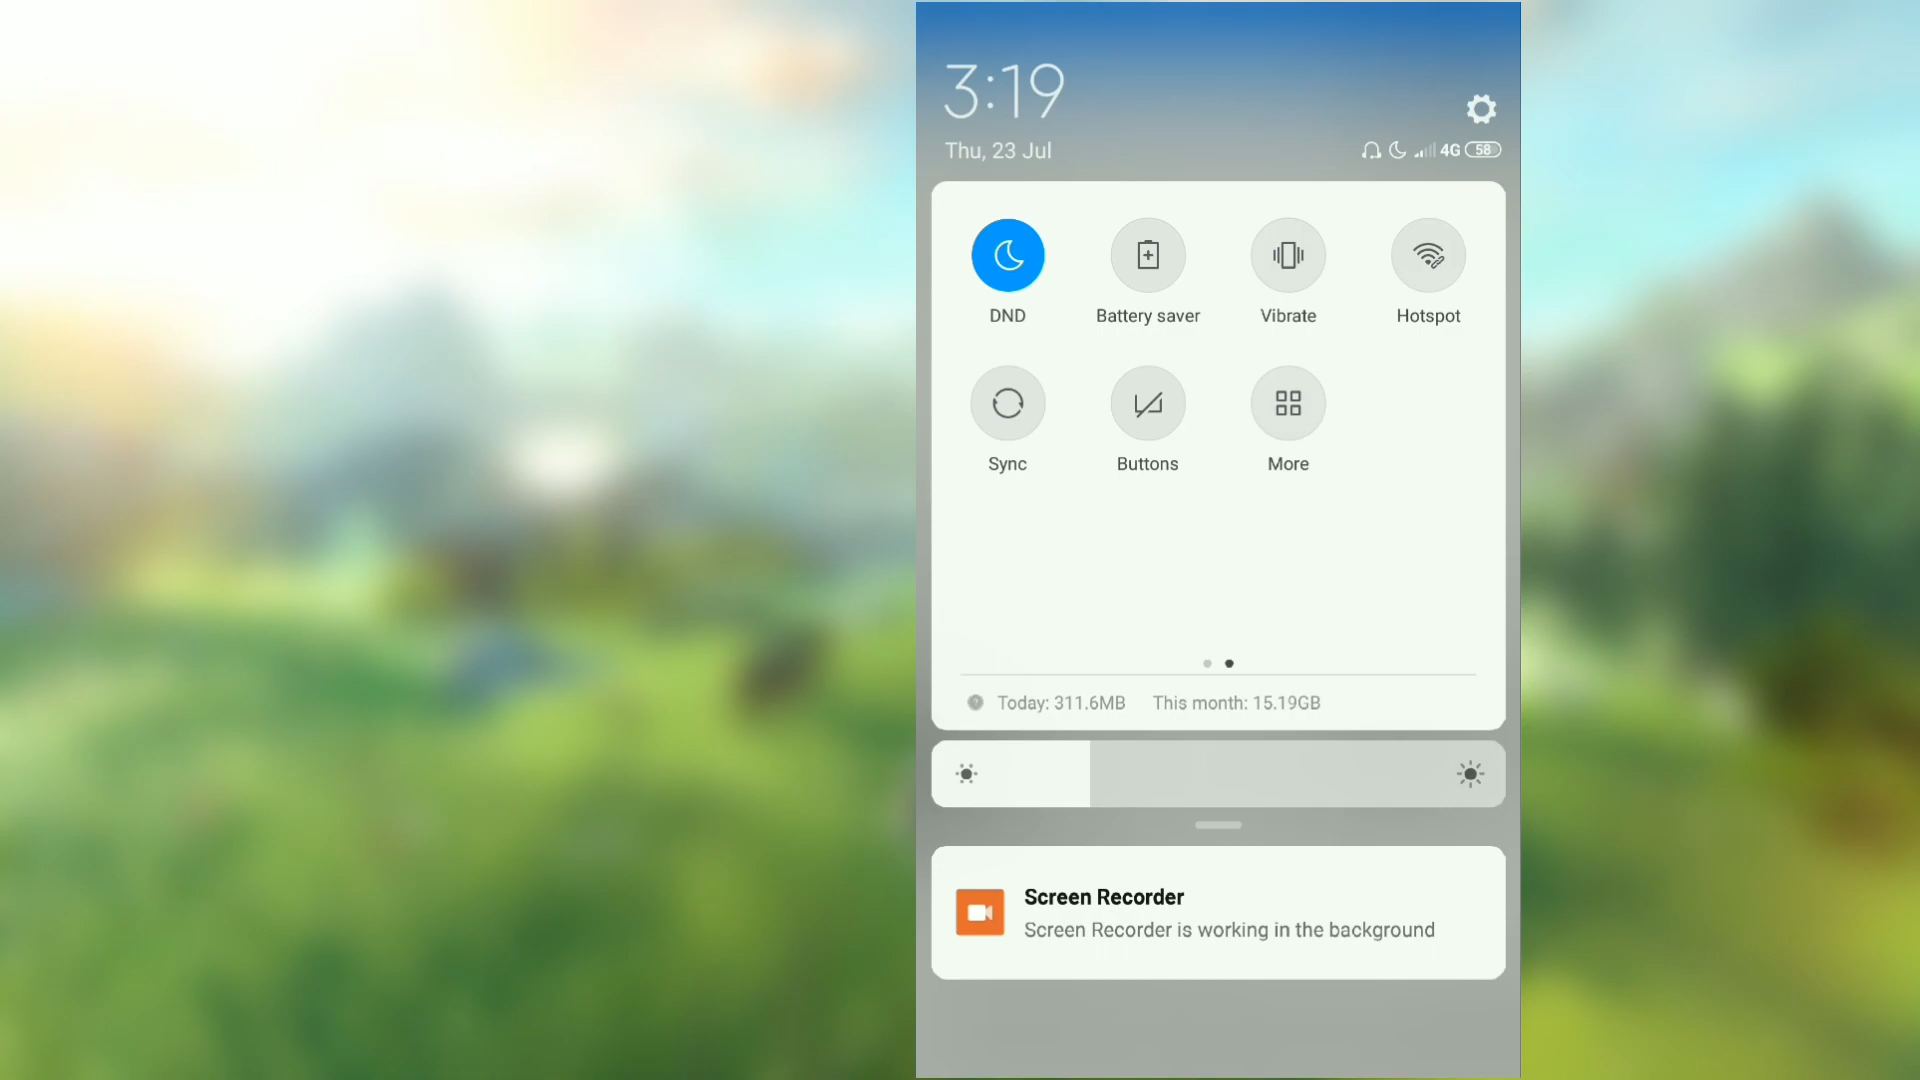 3:19
Thu, 23 Jul
4G 58
DND
Battery saver
Vibrate
Hotspot
Sync
Buttons
More
Today: 311.6MB This month: 15.19GB
Screen Recorder
Screen Recorder is working in the background